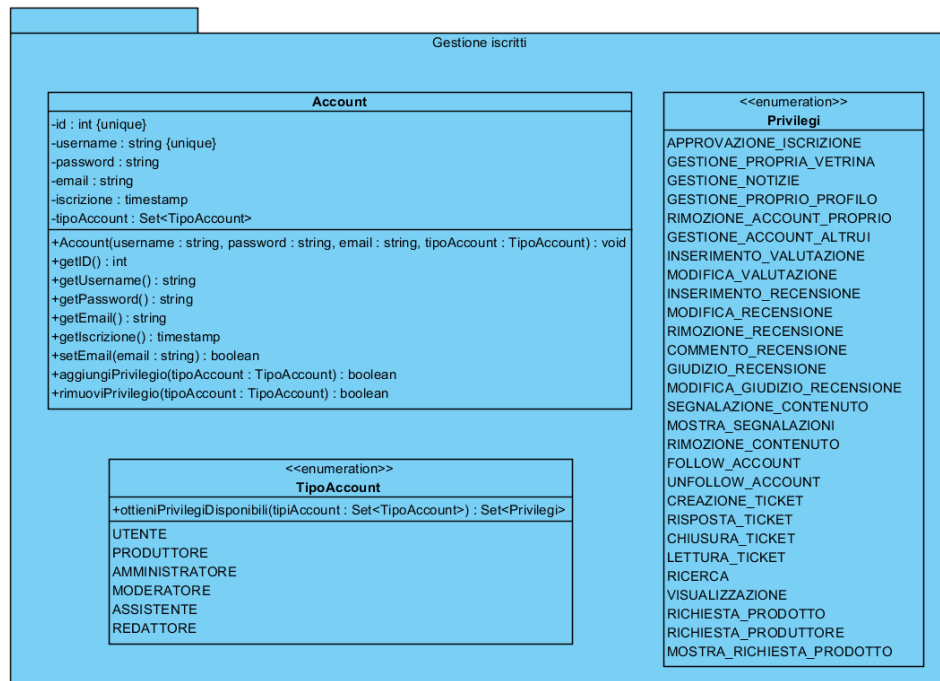 Gestione iscritti
Account
-id : int {unique}
-username : string {unique}
-password : string
-email : string
-iscrizione : timestamp
-tipoAccount : Set<TipoAccount>
+Account(username : string, password : string, email : string, tipoAccount : TipoAccount) : void
+getID() : int
+getUsername() : string
+getPassword() : string
+getEmail() : string
+getIscrizione() : timestamp
+setEmail(email : string) : boolean
+aggiungiPrivilegio(tipoAccount : TipoAccount) : boolean
+rimuoviPrivilegio(tipoAccount : TipoAccount) : boolean
<<enumeration>>
TipoAccount
+ottieniPrivilegiDisponibili(tipiAccount : Set<TipoAccount>) : Set<Privilegi>
UTENTE
PRODUTTORE
AMMINISTRATORE
MODERATORE
ASSISTENTE
REDATTORE
<<enumeration>>
Privilegi
APPROVAZIONE_ISCRIZIONE
GESTIONE_PROPRIA_VETRINA
GESTIONE_NOTIZIE
GESTIONE_PROPRIO_PROFILO
RIMOZIONE_ACCOUNT_PROPRIO
GESTIONE_ACCOUNT_ALTRUI
INSERIMENTO_VALUTAZIONE
MODIFICA_VALUTAZIONE
INSERIMENTO_RECENSIONE
MODIFICA_RECENSIONE
RIMOZIONE_RECENSIONE
COMMENTO_RECENSIONE
GIUDIZIO_RECENSIONE
MODIFICA_GIUDIZIO_RECENSIONE
SEGNALAZIONE_CONTENUTO
MOSTRA_SEGNALAZIONI
RIMOZIONE_CONTENUTO
FOLLOW_ACCOUNT
UNFOLLOW_ACCOUNT
CREAZIONE_TICKET
RISPOSTA_TICKET
CHIUSURA_TICKET
LETTURA_TICKET
RICERCA
VISUALIZZAZIONE
RICHIESTA_PRODOTTO
RICHIESTA_PRODUTTORE
MOSTRA_RICHIESTA_PRODOTTO